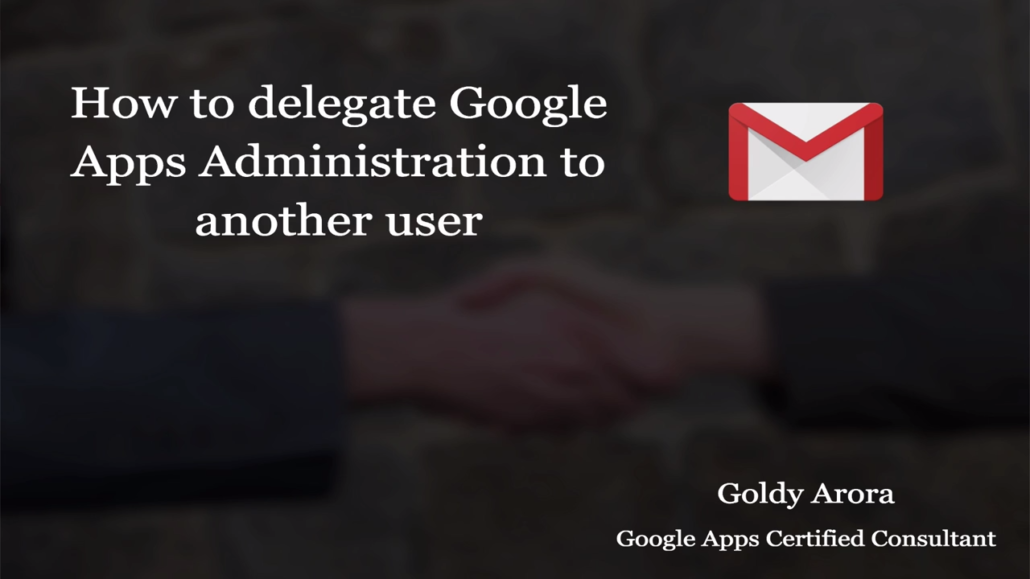 How to delegate Google
Apps Administration to
another user
Goldy Arora
Google Apps Certified Consultant